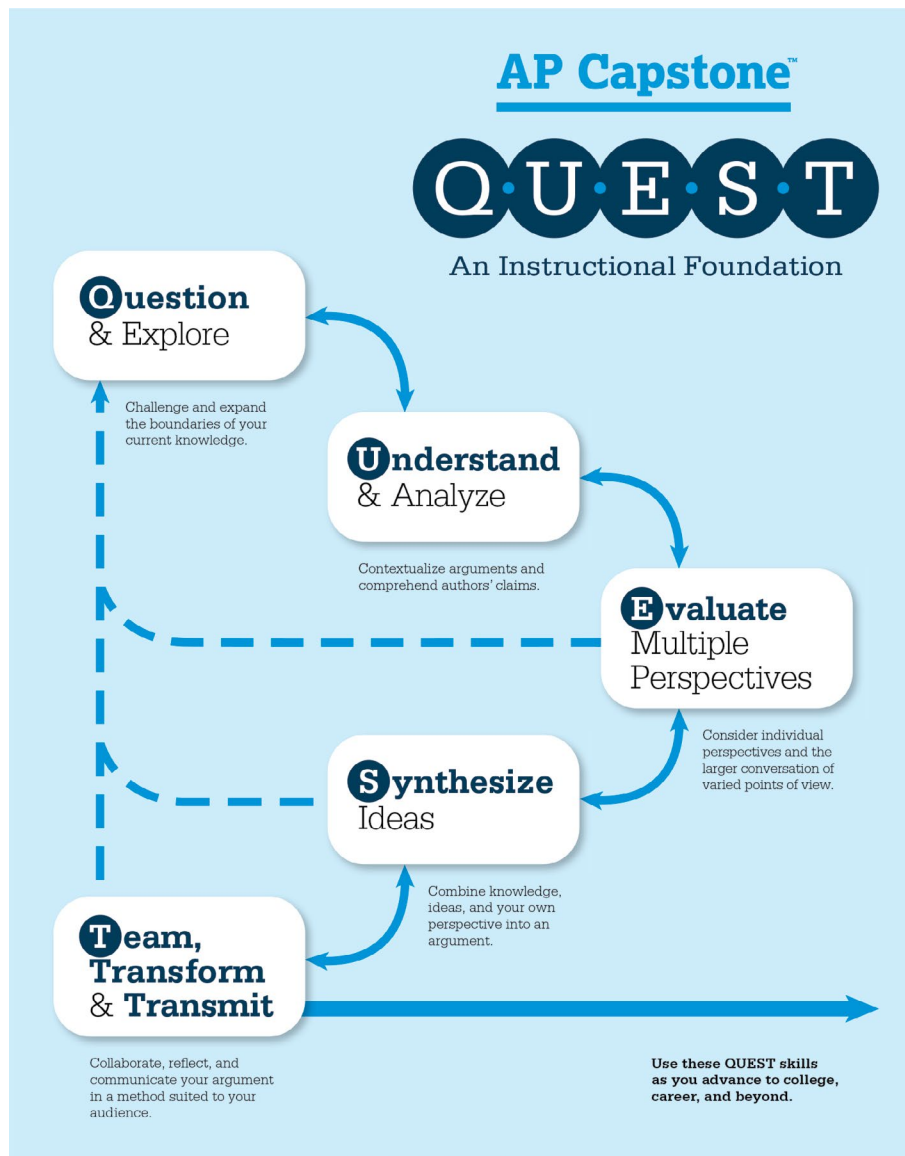 AP Capstone™
Q·U·E·S·T
An Instructional Foundation
Question
& Explore
Challenge and expand
the boundaries of your
current knowledge.
Understand
& Analyze
Contextualize arguments and
comprehend authors' claims.
Evaluate
Multiple
Perspectives
Consider individual
perspectives and the
larger conversation of
varied points of view.
Synthesize
Ideas
Combine knowledge,
ideas, and your own
perspective into an
argument.
Team,
Transform
& Transmit
Collaborate, reflect, and
communicate your argument
in a method suited to your
audience.
Use these QUEST skills
as you advance to college,
career, and beyond.